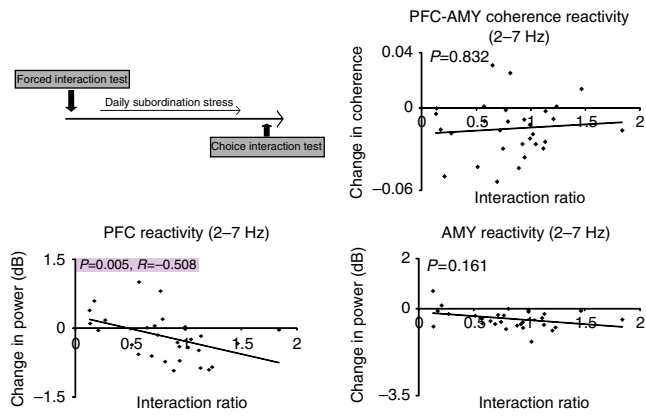 Forced interaction test
Daily subordination stress
Choice interaction test
PFC-AMY coherence reactivity
(2–7 Hz)
Change in coherence
0.04
0
−0.06
P=0.832
0 0.5 1 1.5 2
Interaction ratio
PFC reactivity (2–7 Hz)
Change in power (dB)
1.5
0
−1.5
P=0.005, R=−0.508
0 0.5 1 1.5 2
Interaction ratio
AMY reactivity (2–7 Hz)
Change in power (dB)
2
0
−3.5
P=0.161
0 0.5 1 1.5 2
Interaction ratio